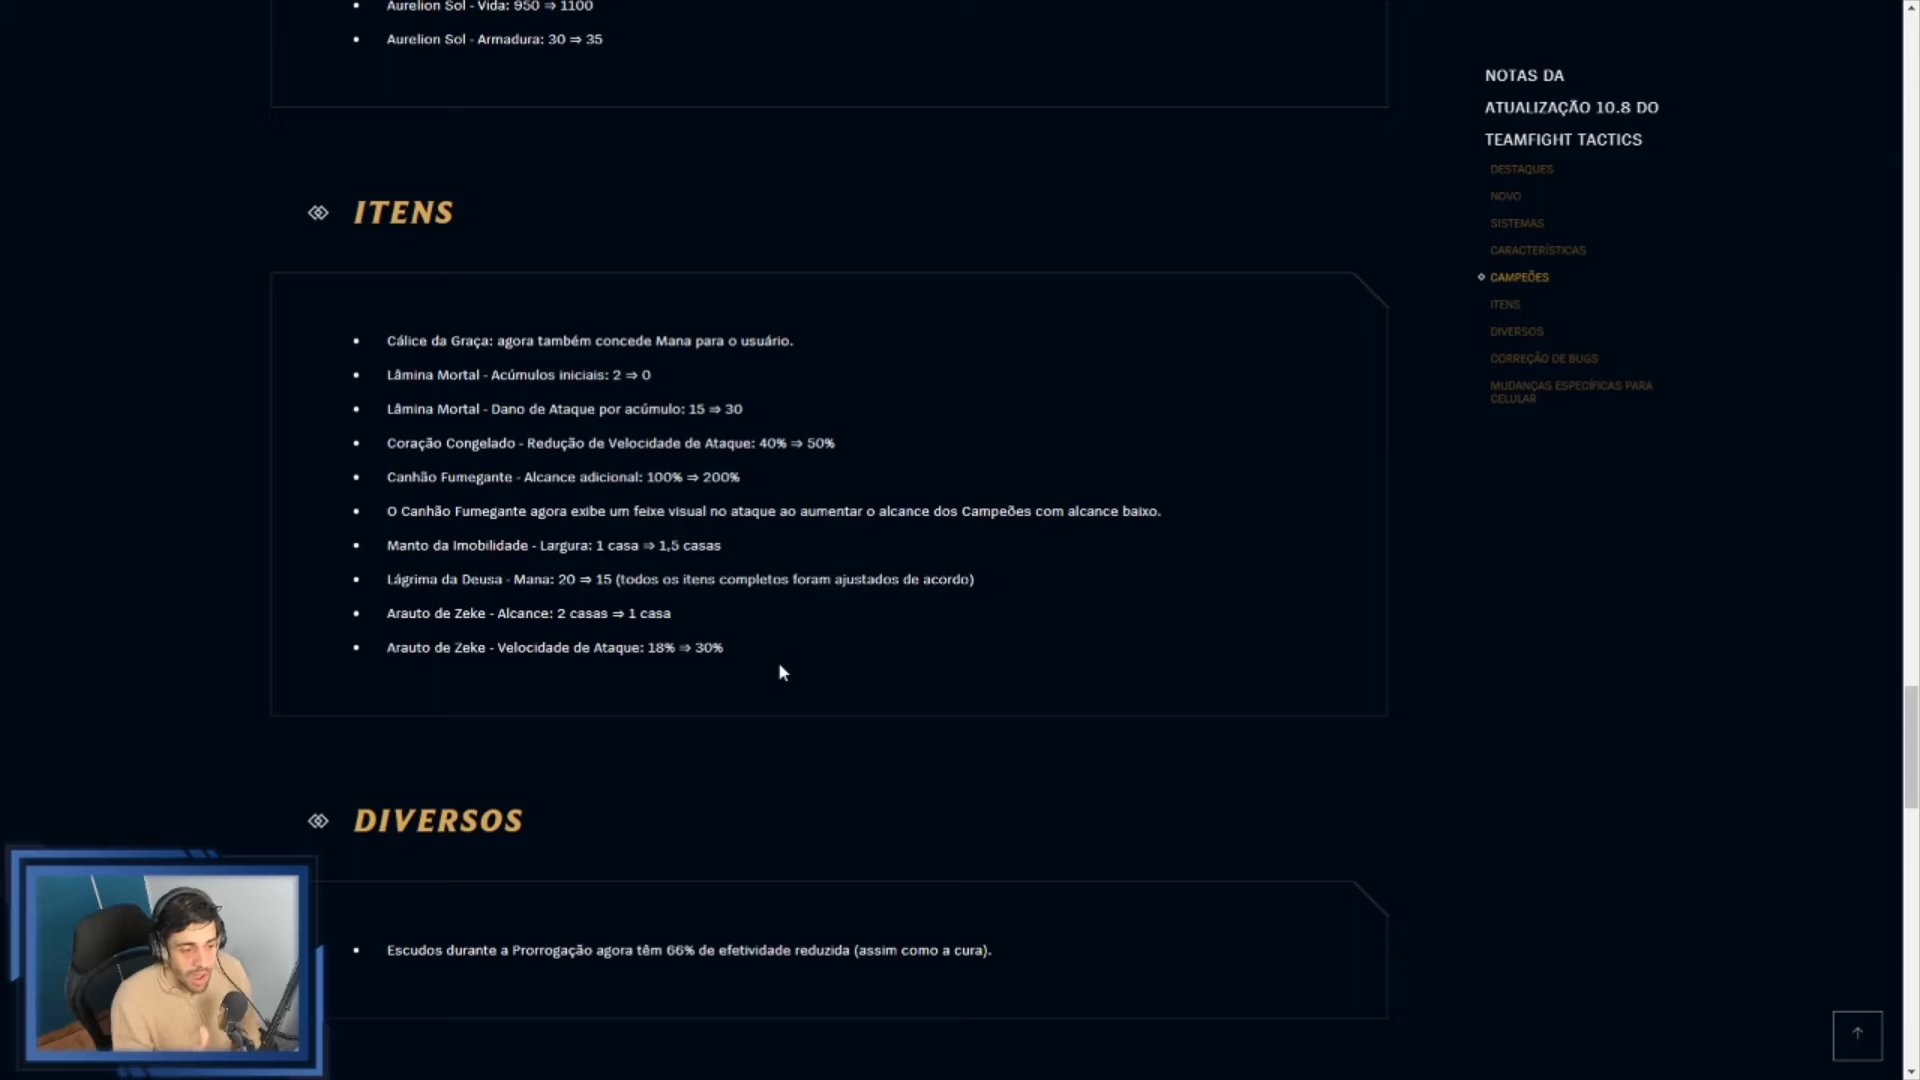 Aurelion Sol - Vida: 950 ⇒ 1100
Aurelion Sol - Armadura: 30 ⇒ 35
ITENS
Cálice da Graça: agora também concede Mana para o usuário.
Lâmina Mortal - Acúmulos iniciais: 2 ⇒ 0
Lâmina Mortal - Dano de Ataque por acúmulo: 15 ⇒ 30
Coração Congelado - Redução de Velocidade de Ataque: 40% ⇒ 50%
Canhão Fumegante - Alcance adicional: 100% ⇒ 200%
O Canhão Fumegante agora exibe um feixe visual no ataque ao aumentar o alcance dos Campeões com alcance baixo.
Manto da Imobilidade - Largura: 1 casa ⇒ 1,5 casas
Lágrima da Deusa - Mana: 20 ⇒ 15 (todos os itens completos foram ajustados de acordo)
Arauto de Zeke - Alcance: 2 casas ⇒ 1 casa
Arauto de Zeke - Velocidade de Ataque: 18% ⇒ 30%
DIVERSOS
Escudos durante a Prorrogação agora têm 66% de efetividade reduzida (assim como a cura).
NOTAS DA
ATUALIZAÇÃO 10.8 DO
TEAMFIGHT TACTICS
DESTAQUES
NOVO
SISTEMAS
CARACTERÍSTICAS
CAMPEÕES
ITENS
DIVERSOS
CORREÇÃO DE BUGS
MUDANÇAS ESPECÍFICAS PARA
CELULAR